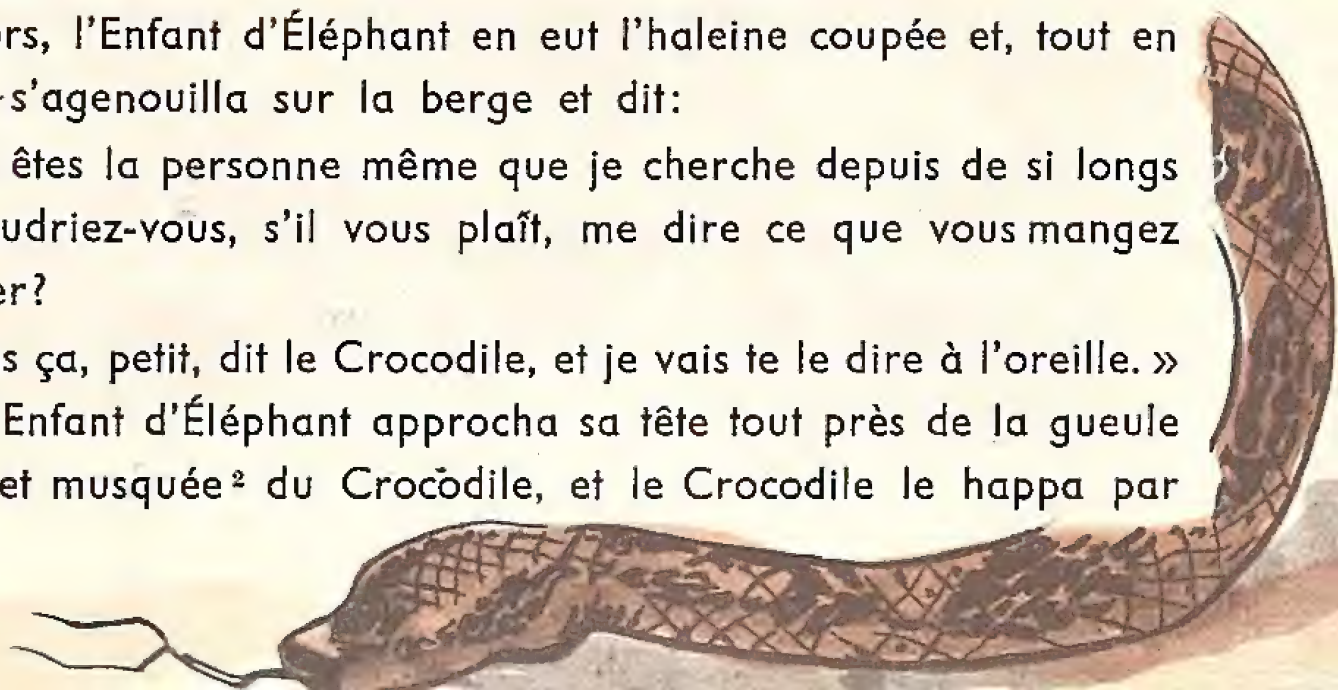 rs, l'Enfant d'Éléphant en eut l'haleine coupée et, tout en
s'agenouilla sur la berge et dit:
êtes la personne même que je cherche depuis de si longs
udriez-vous, s'il vous plaît, me dire ce que vous mangez
er?
s ça, petit, dit le Crocodile, et je vais te le dire à l'oreille. »
Enfant d'Éléphant approcha sa tête tout près de la gueule
et musquée² du Crocodile, et le Crocodile le happa par